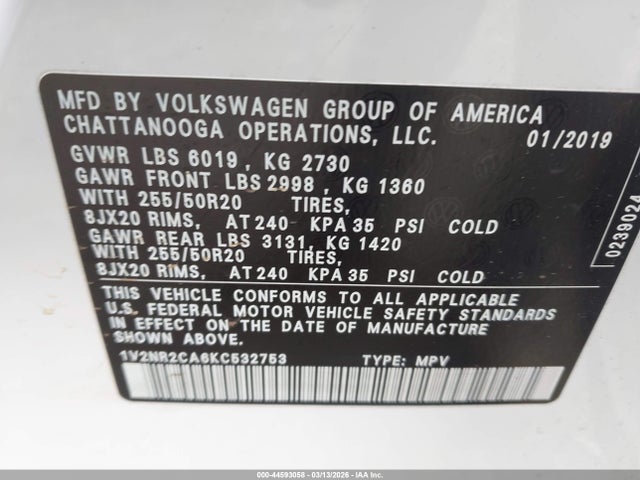 MFD BY VOLKSWAGEN GROUP OF AMERICA
CHATTANOOGA OPERATIONS, LLC. 01/2019
GVWR LBS 6019, KG 2730
GAWR FRONT LBS 2998, KG 1360
WITH 255/50R20 TIRES,
8JX20 RIMS, AT 240 KPA 35 PSI COLD
GAWR REAR LBS 3131, KG 1420
WITH 255/50R20 TIRES,
8JX20 RIMS, AT 240 KPA 35 PSI COLD
THIS VEHICLE CONFORMS TO ALL APPLICABLE
U.S. FEDERAL MOTOR VEHICLE SAFETY STANDARDS
IN EFFECT ON THE DATE OF MANUFACTURE
SHOWN ABOVE.
1V2NR2CA6KC532753 TYPE: MPV
0239024
000-44593058 - 03/13/2026 - IAA Inc.